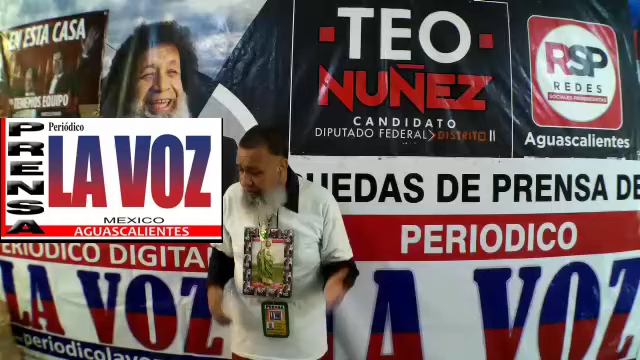 EN ESTA CASA
TENEMOS EQUIPO
TEO
NUÑEZ
CANDIDATO
DIPUTADO FEDERAL DISTRITO II
RSP
REDES
SOCIALES PROGRESISTAS
Aguascalientes
PRENSA
Periódico
LA VOZ
MEXICO
AGUASCALIENTES
UEDAS DE PRENSA DE
PERIODICO
PERIODICO DIGITAL
LA VOZ
LA VOZ
PRENSA